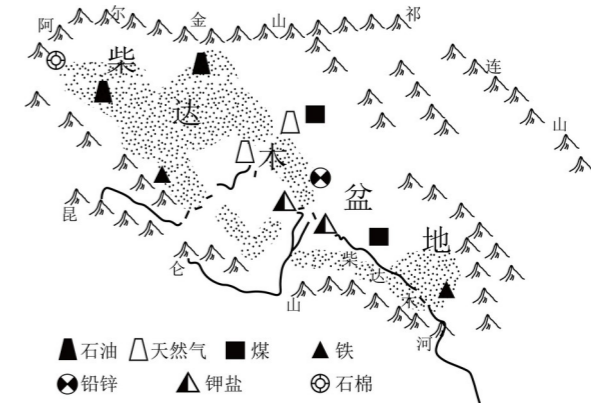 阿尔金山
祁连山
柴达木盆地
昆仑山
柴达木河
石油 天然气 煤 铁
铅锌 钾盐 石棉